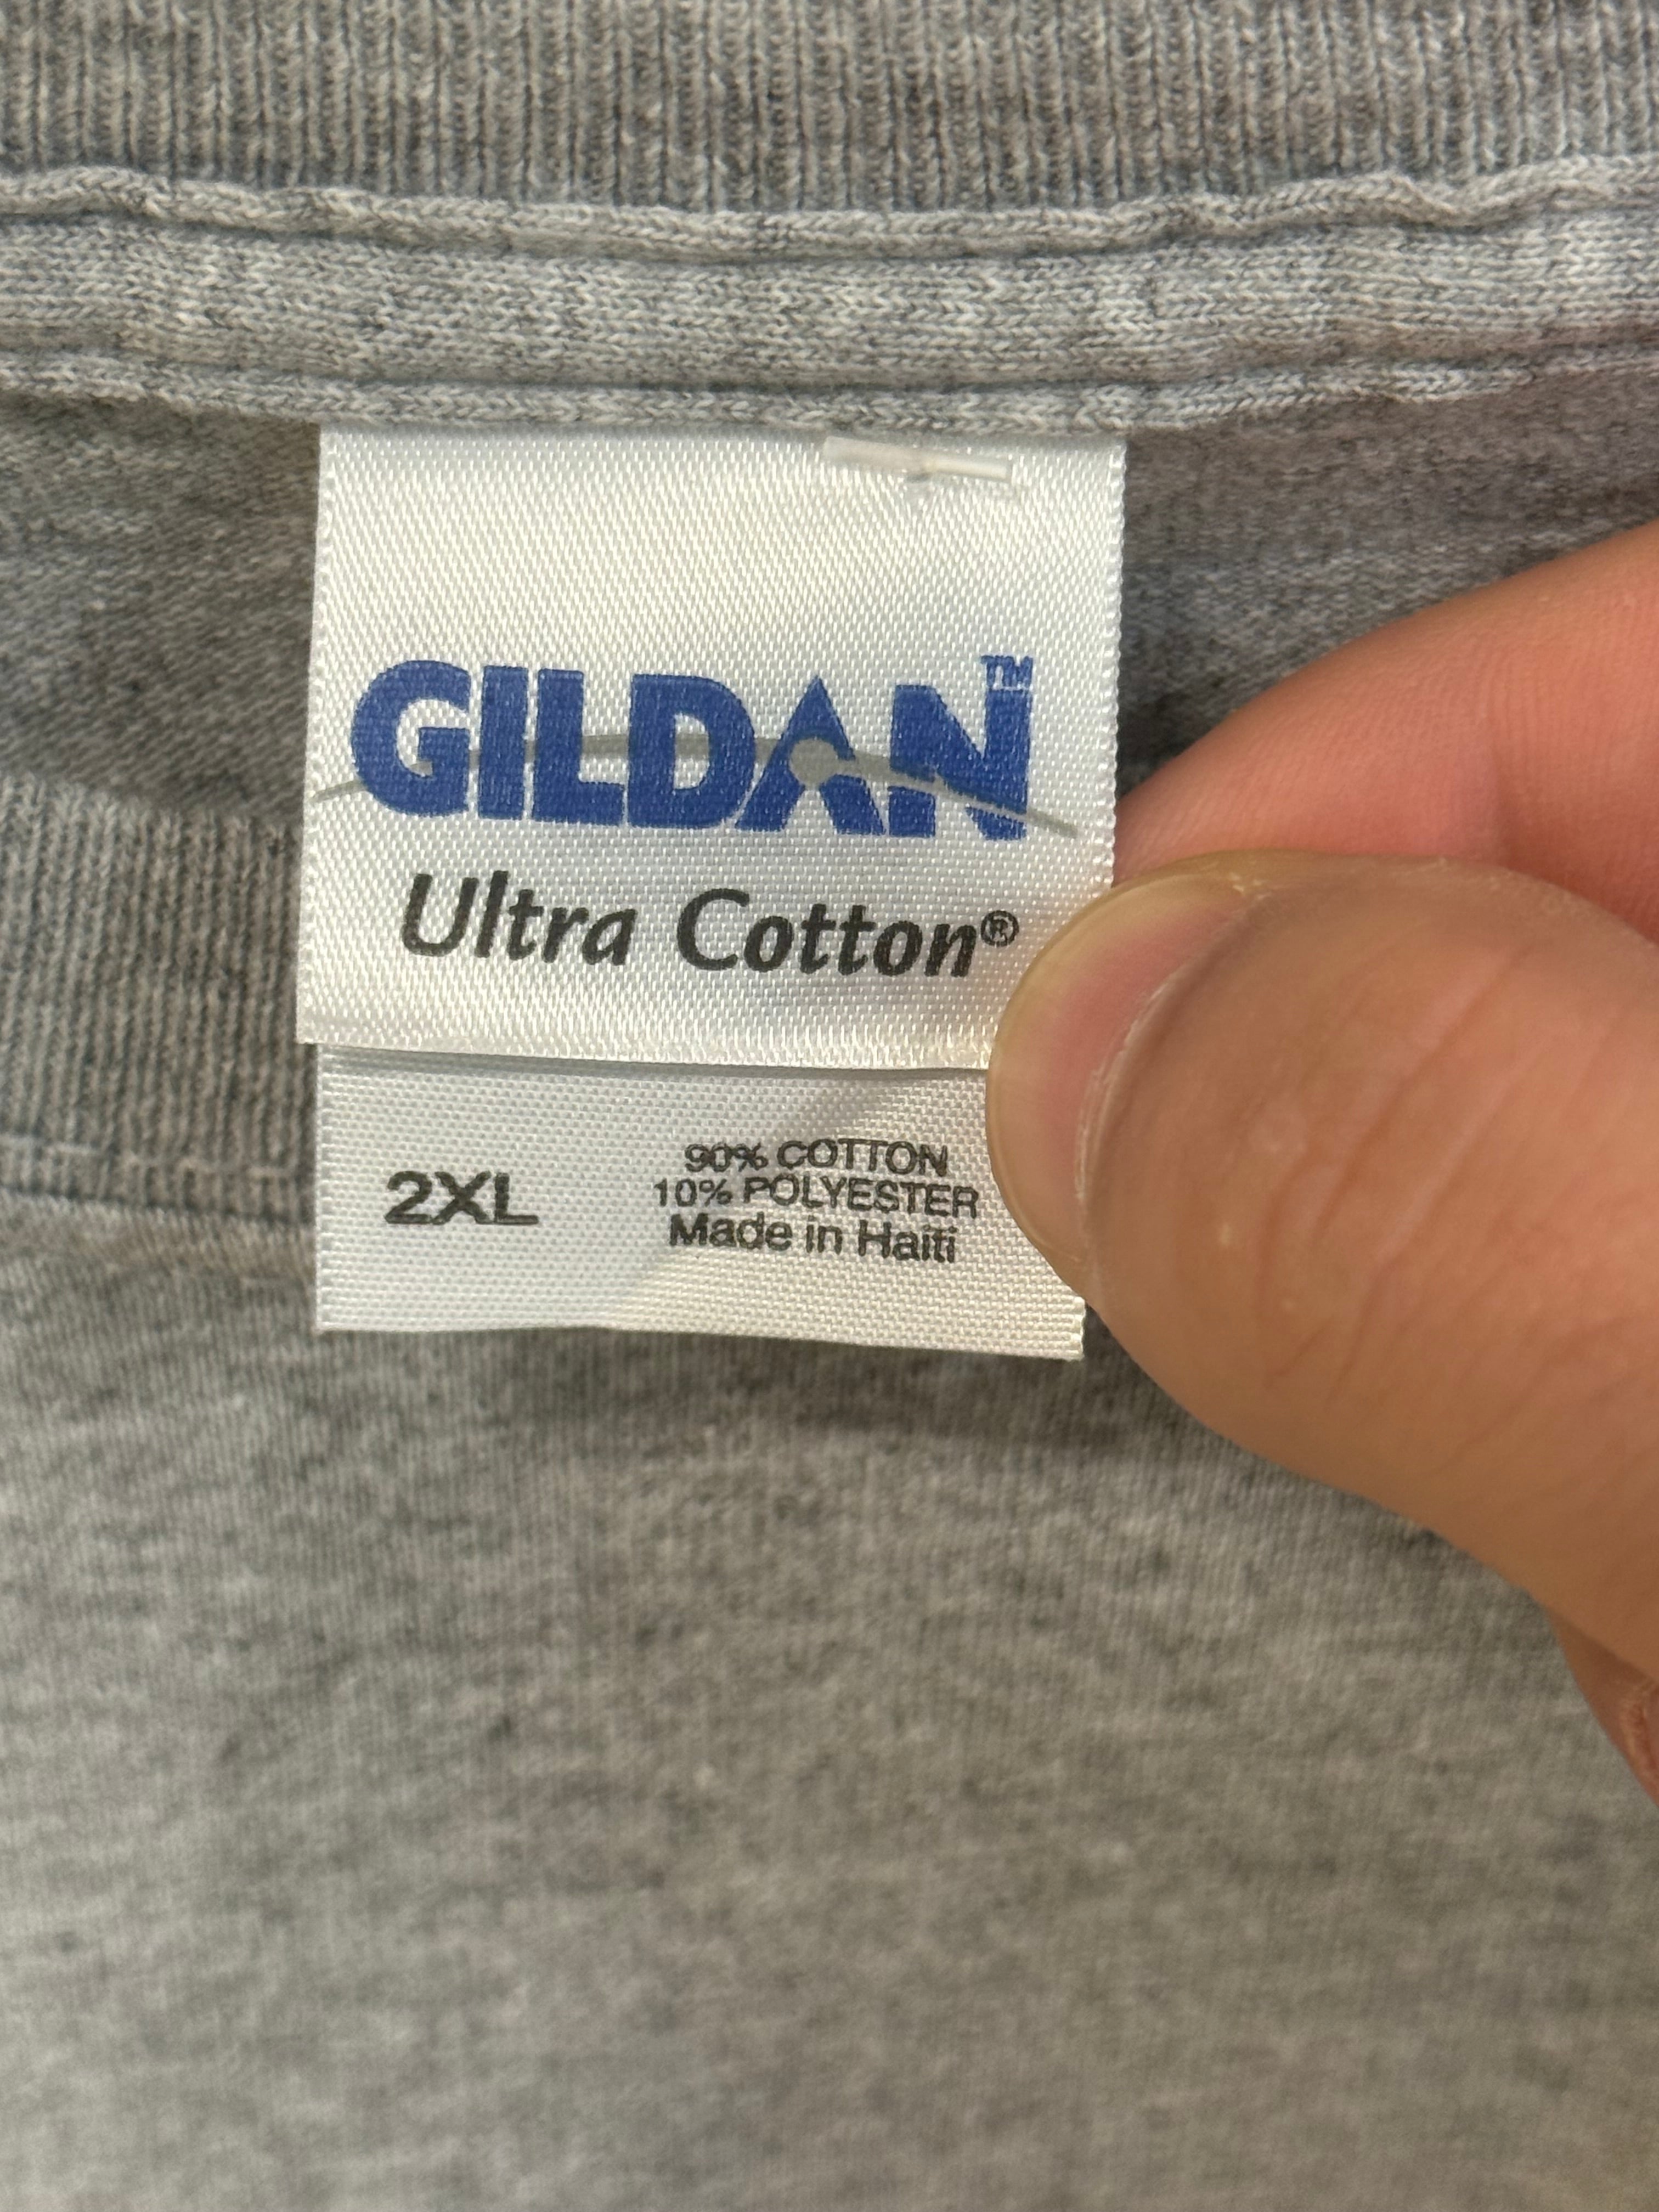 GILDAN™
Ultra Cotton®
2XL
90% COTTON
10% POLYESTER
Made in Haiti